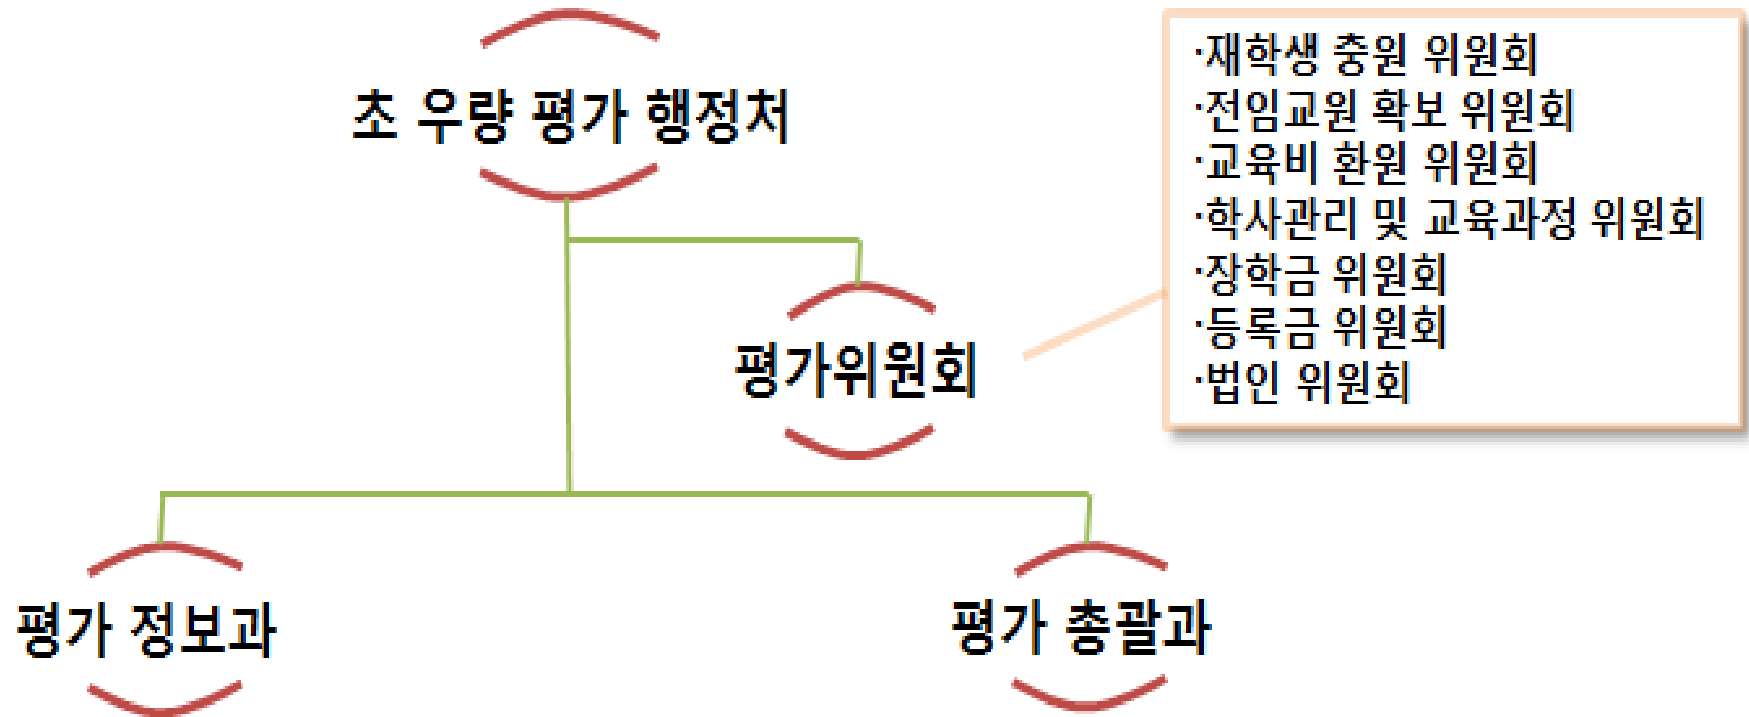 초 우량 평가 행정처
·재학생 충원 위원회
·전임교원 확보 위원회
·교육비 환원 위원회
·학사관리 및 교육과정 위원회
·장학금 위원회
·등록금 위원회
·법인 위원회
평가위원회
평가 정보과
평가 총괄과